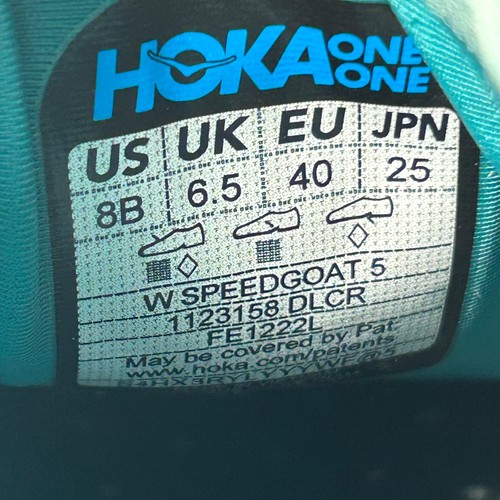 HOKA ONE ONE
US UK EU JPN
8B 6.5 40 25
W SPEEDGOAT 5
1123158 DLCR
FE1222L
May be covered by Pat.
www.hoka.com/patents